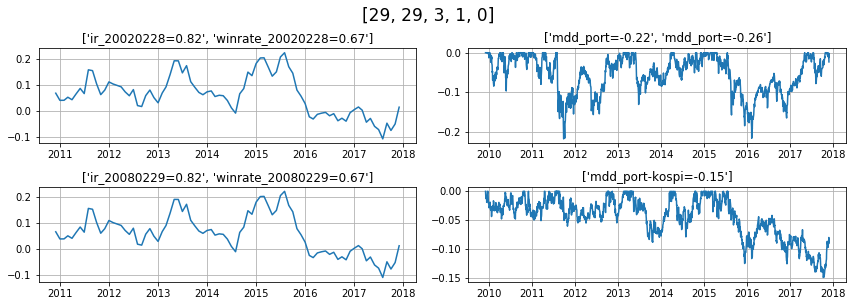 [29, 29, 3, 1, 0]
['ir_20020228=0.82', 'winrate_20020228=0.67']
0.2
0.1
0.0
−0.1
2011 2012 2013 2014 2015 2016 2017 2018
['mdd_port=-0.22', 'mdd_port=-0.26']
0.0
−0.1
−0.2
2010 2011 2012 2013 2014 2015 2016 2017 2018
['ir_20080229=0.82', 'winrate_20080229=0.67']
0.2
0.1
0.0
−0.1
2011 2012 2013 2014 2015 2016 2017 2018
['mdd_port-kospi=-0.15']
0.00
−0.05
−0.10
−0.15
2010 2011 2012 2013 2014 2015 2016 2017 2018